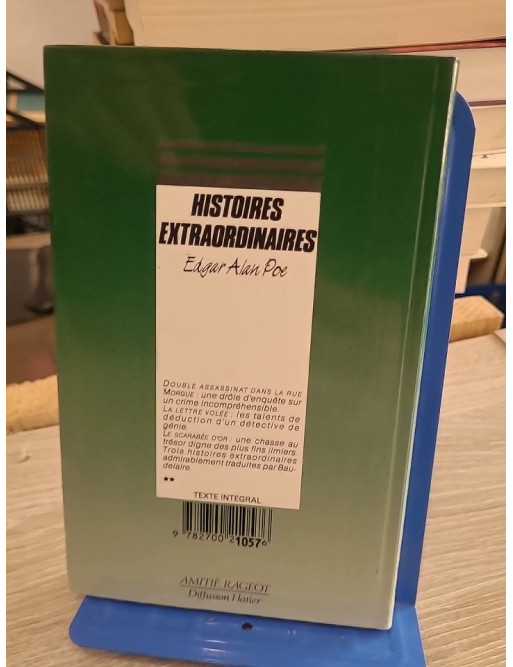 HISTOIRES
EXTRAORDINAIRES
Edgar Alan Poe
DOUBLE ASSASSINAT DANS LA RUE
MORGUE : une drôle d'enquête sur
un crime incompréhensible.
LA LETTRE VOLÉE : les talents de
déduction d'un détective de
génie.
LE SCARABÉE D'OR : une chasse au
trésor digne des plus fins limiers.
Trois histoires extraordinaires
admirablement traduites par Bau-
delaire.
**
TEXTE INTEGRAL
9 782700 210576
AMITIÉ RAGEOT
Diffusion Hatier